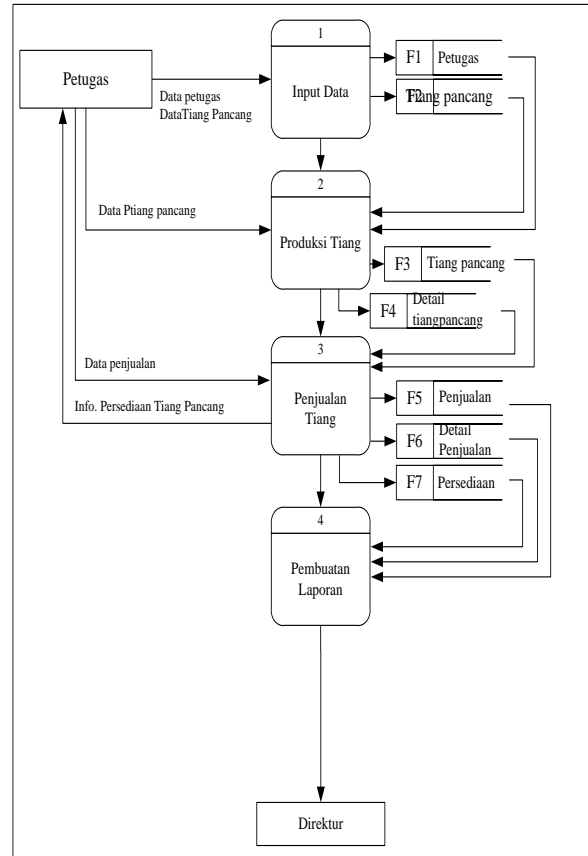 1
Input Data
Petugas
Data petugas
DataTiang Pancang
F1 Petugas
F2 Tiang pancang
2
Produksi Tiang
Data Ptiang pancang
F3 Tiang pancang
F4 Detail
tiangpancang
3
Penjualan
Tiang
Data penjualan
Info. Persediaan Tiang Pancang
F5 Penjualan
F6 Detail
Penjualan
F7 Persediaan
4
Pembuatan
Laporan
Direktur